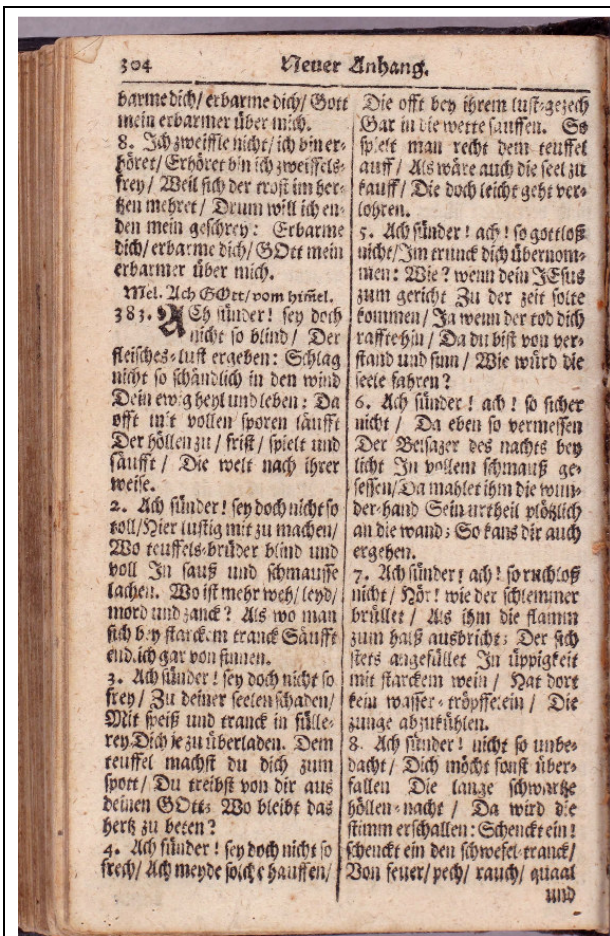 304
Neuer Anhang.
barme dich/ erbarme dich/ Gott
mein erbarmer über mich.
8. Ich zweiffle nicht/ ich bin er-
höret/ Erhöret bin ich zweiffels-
frey/ Weil sich der trost im her-
tzen mehret/ Drum will ich en-
den mein geschrey: Erbarme
dich/ erbarme dich/ GOtt mein
erbarmer über mich.
Mel. Ach GOtt/ vom him̄el.
383. ACh sünder! sey doch
nicht so blind/ Der
fleisches-lust ergeben: Schlag
nicht so schändlich in den wind
Dein ewig heyl und leben: Da
offt mit vollen sporen läufft
Der höllen zu/ frist/ spielt und
säufft/ Die welt nach ihrer
weise.
2. Ach sünder! sey doch nicht so
toll/ Hier lustig mit zu machen/
Wo teuffels-brüder blind und
voll In sauß und schmausse
lachen. Wo ist mehr weh/ leyd/
mord und zanck? Als wo man
sich bey starckem tranck Säufft
endlich gar von sinnen.
3. Ach sünder! sey doch nicht so
frey/ Zu deiner seelen schaden/
Mit speiß und tranck in fülle-
rey Dich je zu überladen. Dem
teuffel machst du dich zum
spott/ Du treibst von dir aus
deinen GOtt: Wo bleibt das
hertz zu beten?
4. Ach sünder! sey doch nicht so
frech/ Ach meyde solche hauffen/
Die offt bey ihrem lust-gezech
Gar in die wette sauffen. So
spielt man recht dem teuffel
auff/ Als wäre auch die seel zu
kauff/ Die doch leicht geht ver-
lohren.
5. Ach sünder! ach! so gottloß
nicht/ Im trunck dich übernom-
men: Wie? wenn dein JEsus
zum gericht Zu der zeit solte
kommen/ Ja wenn der tod dich
raffte hin/ Da du bist von ver-
stand und sinn/ Wie würd die
seele fahren?
6. Ach sünder! ach! so sicher
nicht/ Da eben so vermessen
Der Belsazer des nachts bey
licht In vollem schmauß ge-
sessen/ Da mahlet ihm die wun-
der-hand Sein urtheil plötzlich
an die wand; So kans dir auch
ergehen.
7. Ach sünder! ach! so ruchloß
nicht/ Hör! wie der schlemmer
brüllet/ Als ihm die flamm
zum halß ausbricht; Der sich
stets angefüllet In üppigkeit
mit starckem wein/ Hat dort
kein wasser-tröpffelein/ Die
zunge abzukühlen.
8. Ach sünder! nicht so unbe-
dacht/ Dich möcht sonst über-
fallen Die lange schwartze
höllen-nacht/ Da wird die
stimm erschallen: Schenckt ein!
schenckt ein den schwefel-tranck/
Von feuer/ pech/ rauch/ quaal
und